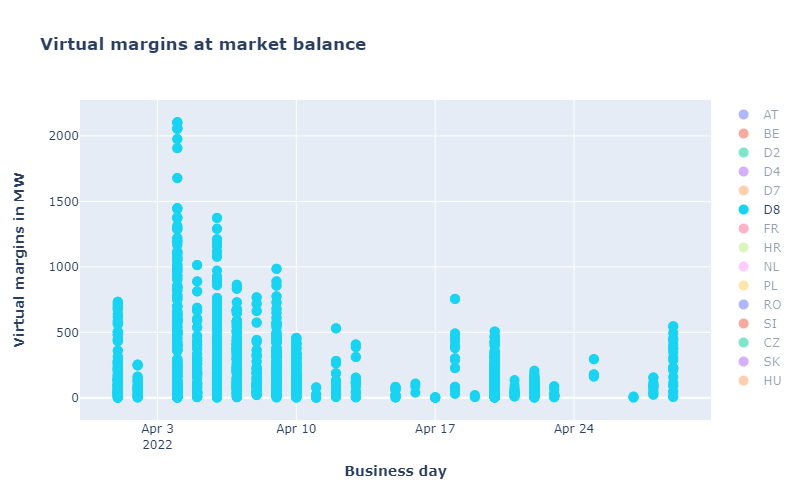 Virtual margins at market balance
Virtual margins in MW
2000
1500
1000
500
0
Apr 3
2022
Apr 10
Apr 17
Apr 24
Business day
AT
BE
D2
D4
D7
D8
FR
HR
NL
PL
RO
SI
CZ
SK
HU